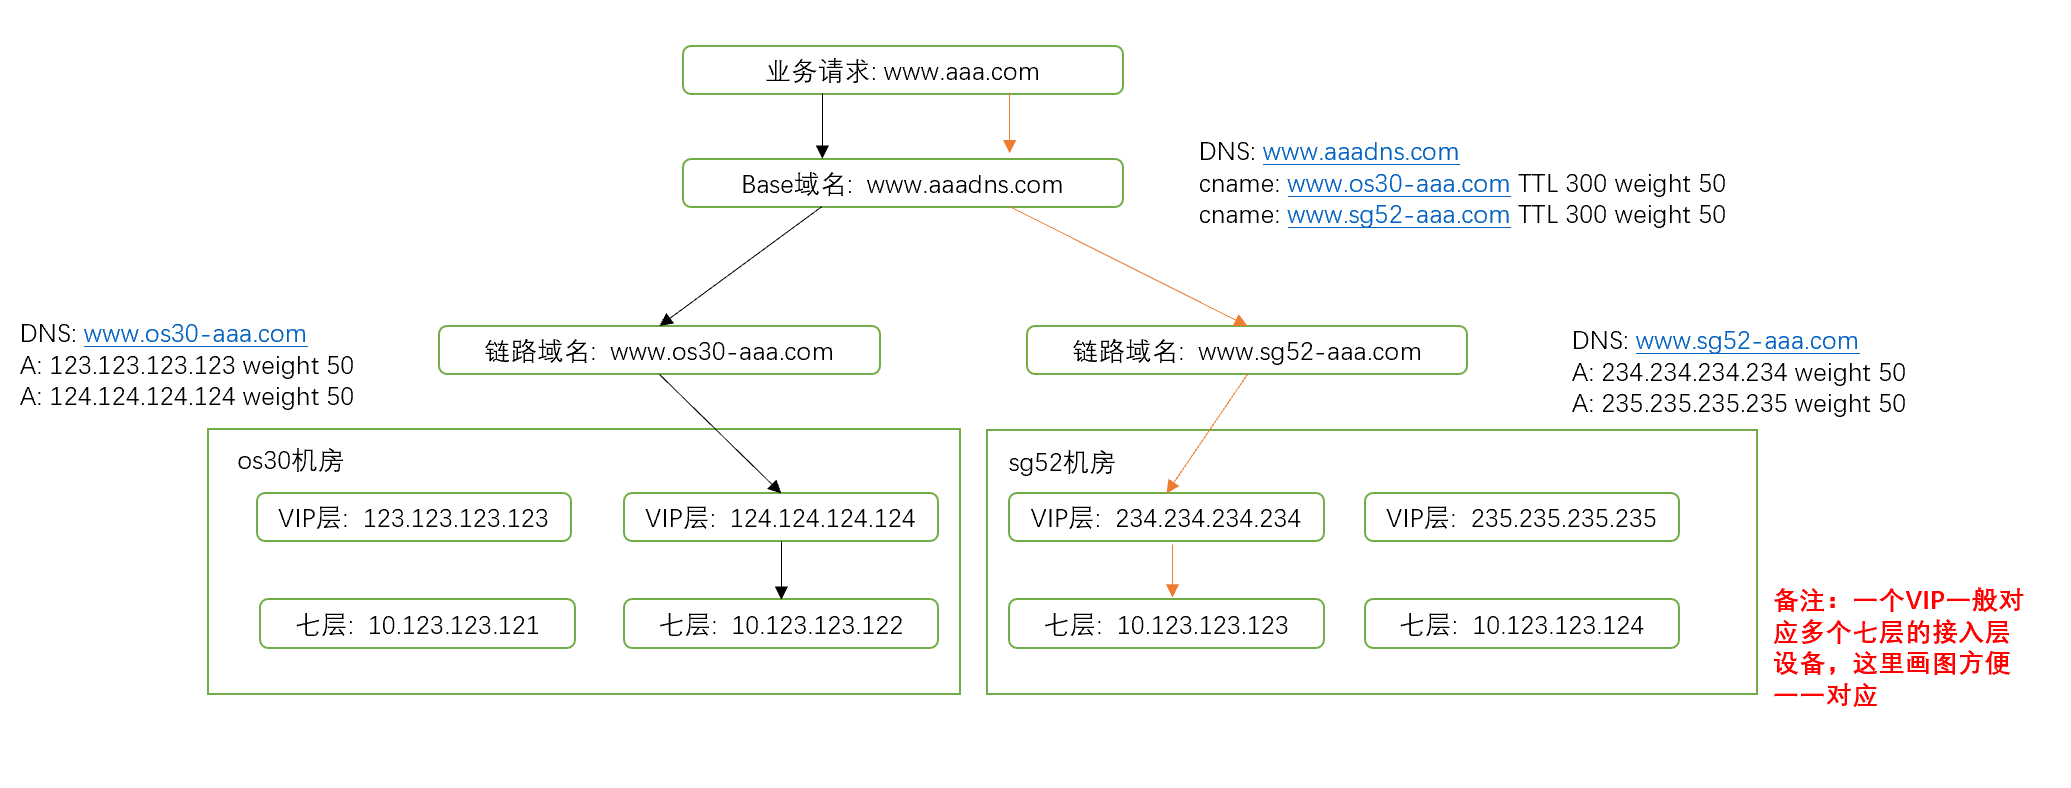 业务请求: www.aaa.com
Base域名: www.aaadns.com
DNS: www.aaadns.com
cname: www.os30-aaa.com TTL 300 weight 50
cname: www.sg52-aaa.com TTL 300 weight 50
DNS: www.os30-aaa.com
A: 123.123.123.123 weight 50
A: 124.124.124.124 weight 50
链路域名: www.os30-aaa.com
链路域名: www.sg52-aaa.com
DNS: www.sg52-aaa.com
A: 234.234.234.234 weight 50
A: 235.235.235.235 weight 50
os30机房
VIP层: 123.123.123.123
VIP层: 124.124.124.124
七层: 10.123.123.121
七层: 10.123.123.122
sg52机房
VIP层: 234.234.234.234
VIP层: 235.235.235.235
七层: 10.123.123.123
七层: 10.123.123.124
备注：一个VIP一般对
应多个七层的接入层
设备，这里画图方便
一一对应